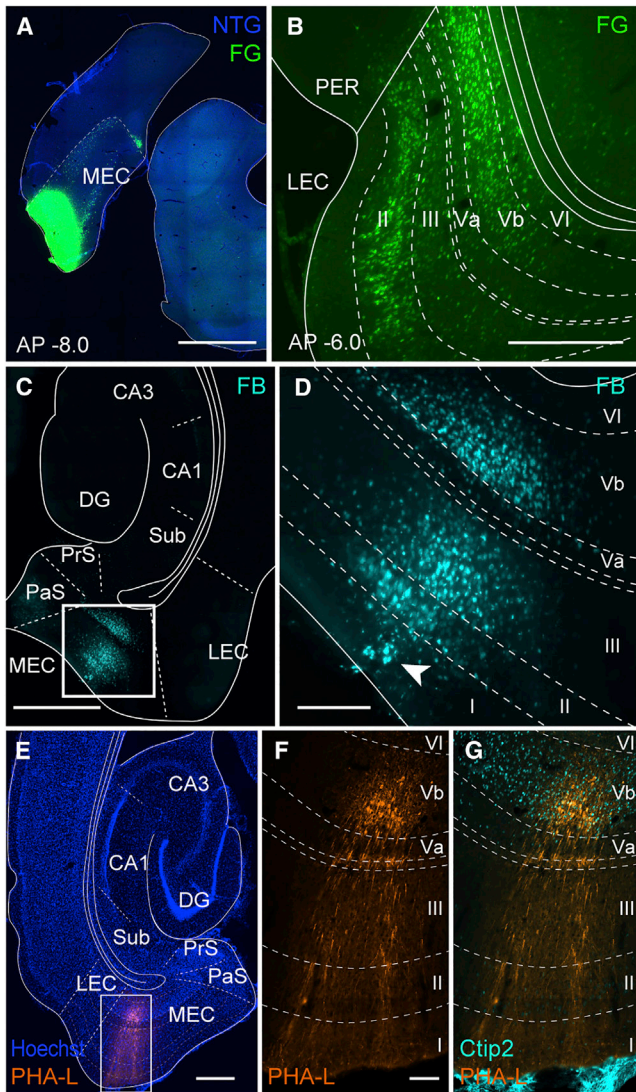 A
NTG
FG
MEC
AP -8.0
B
FG
PER
LEC
II
III
Va
Vb
VI
AP -6.0
C
FB
CA3
CA1
DG
Sub
PrS
PaS
MEC
LEC
D
FB
VI
Vb
Va
III
II
I
E
CA3
CA1
DG
Sub
PrS
PaS
LEC
MEC
Hoechst
PHA-L
F
VI
Vb
Va
III
II
I
PHA-L
G
VI
Vb
Va
III
II
I
Ctip2
PHA-L